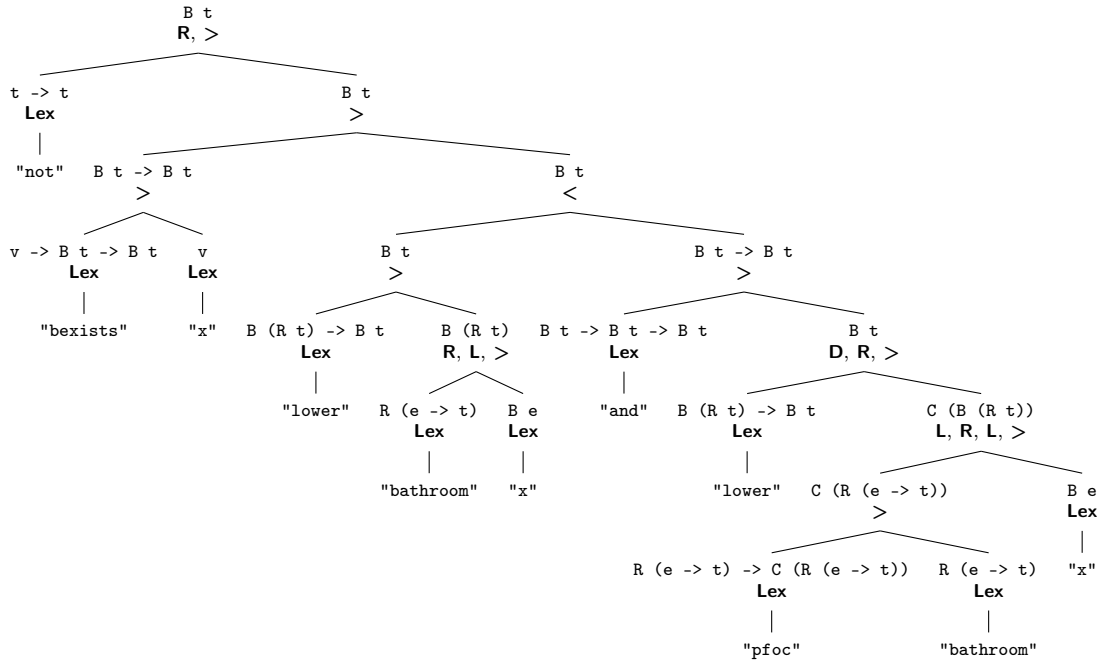 B t
R, >
t -> t
B t
Lex
>
"not"
B t -> B t
B t
>
<
v -> B t -> B t
v
B t
B t -> B t
Lex
Lex
>
>
"bexists"
"x"
B (R t) -> B t
B (R t)
B t -> B t -> B t
B t
Lex
R, L, >
Lex
D, R, >
"lower"
R (e -> t)
B e
"and"
B (R t) -> B t
C (B (R t))
Lex
Lex
Lex
L, R, L, >
"bathroom"
"x"
"lower"
C (R (e -> t))
B e
>
Lex
R (e -> t) -> C (R (e -> t))
R (e -> t)
"x"
Lex
Lex
"pfoc"
"bathroom"